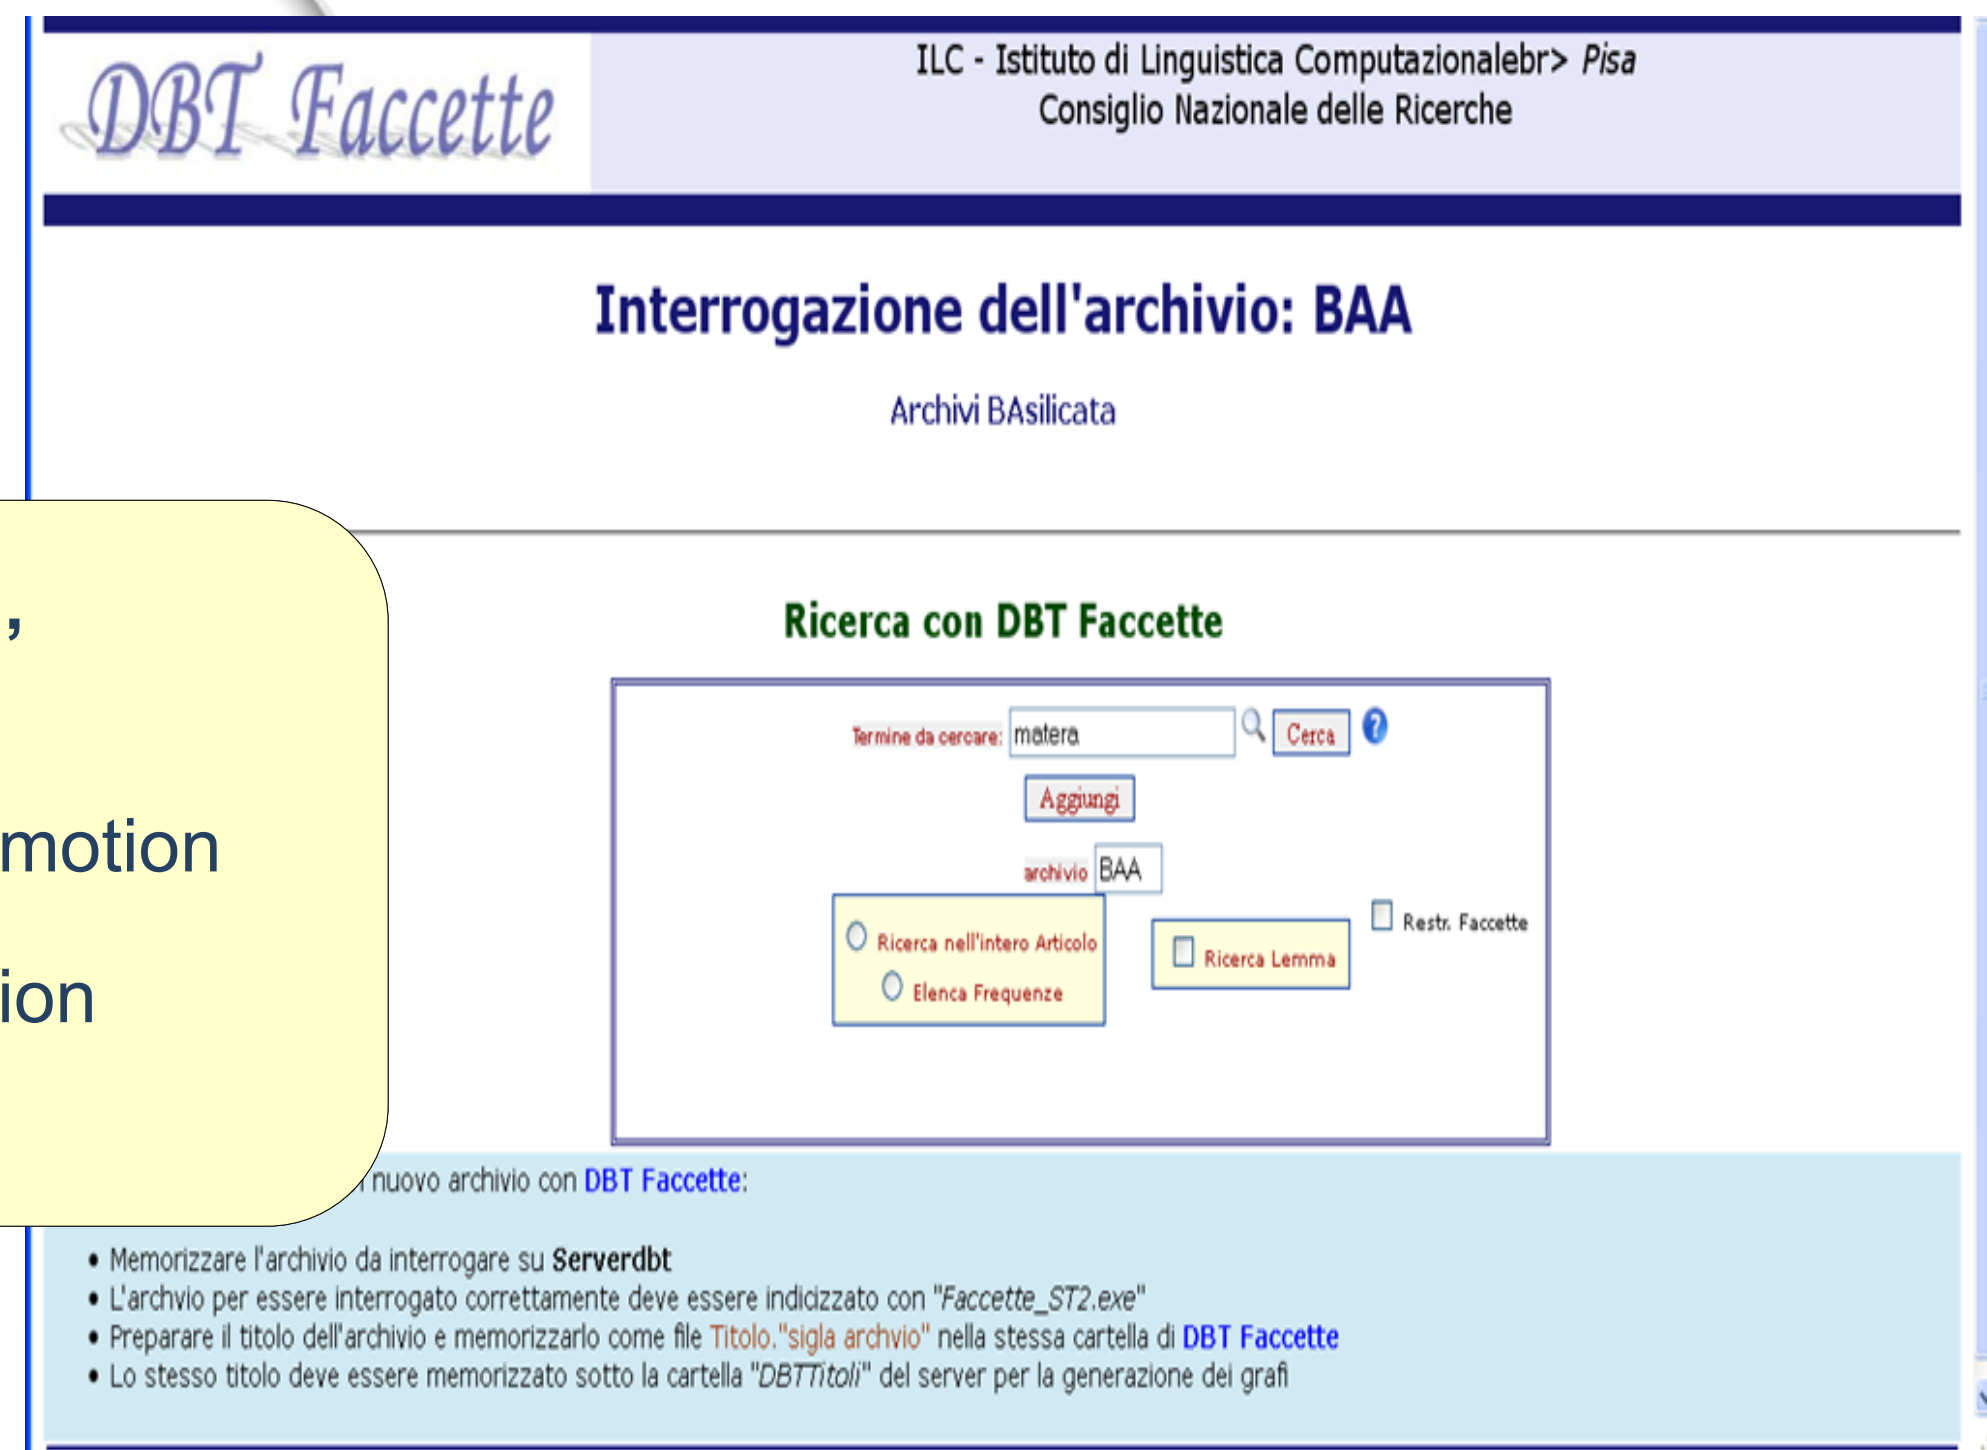 DBT Faccette
ILC - Istituto di Linguistica Computazionalebr> Pisa
Consiglio Nazionale delle Ricerche
Interrogazione dell'archivio: BAA
Archivi BAsilicata
,
motion
ion
Ricerca con DBT Faccette
Termine da cercare: matera Cerca ?
Aggiungi
archivio BAA
Restr. Faccette
Ricerca nell'intero Articolo
Ricerca Lemma
Elenca Frequenze
nuovo archivio con DBT Faccette:
• Memorizzare l'archivio da interrogare su Serverdbt
• L'archvio per essere interrogato correttamente deve essere indicizzato con "Faccette_ST2.exe"
• Preparare il titolo dell'archivio e memorizzarlo come file Titolo."sigla archvio" nella stessa cartella di DBT Faccette
• Lo stesso titolo deve essere memorizzato sotto la cartella "DBTTitoli" del server per la generazione dei grafi